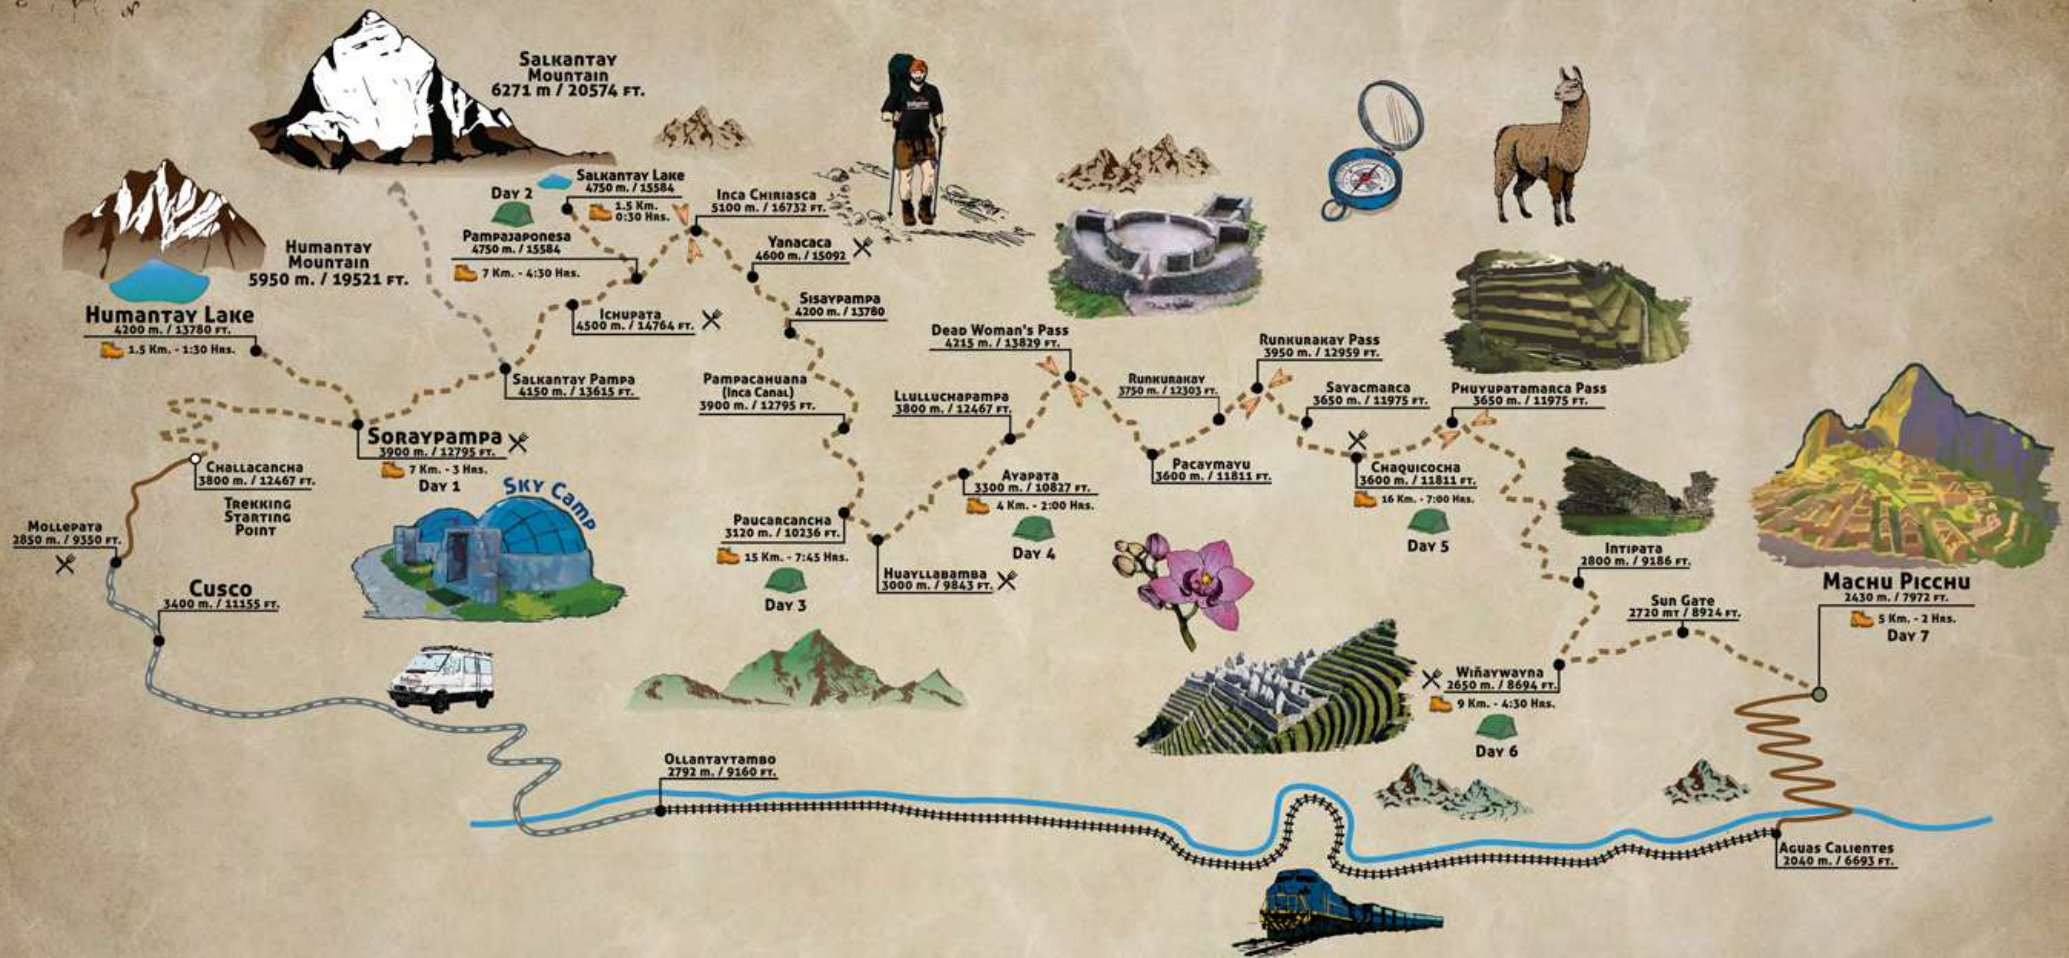 Salkantay
Mountain
6271 m / 20574 ft.
Humantay
Mountain
5950 m. / 19521 ft.
Humantay Lake
4200 m. / 13780 ft.
1.5 Km. - 1:30 Hrs.
Day 2
Salkantay Lake
4750 m. / 15584
1.5 Km.
0:30 Hrs.
Pampajaponesa
4750 m. / 15584
7 Km. - 4:30 Hrs.
Inca Chiriasca
5100 m. / 16732 ft.
Yanacaca
4600 m. / 15092
Ichupata
4500 m. / 14764 ft.
Sisaypampa
4200 m. / 13780
Salkantay Pampa
4150 m. / 13615 ft.
Soraypampa
3900 m. / 12795 ft.
7 Km. - 3 Hrs.
Day 1
Challacancha
3800 m. / 12467 ft.
Trekking
Starting
Point
Mollepata
2850 m. / 9350 ft.
Cusco
3400 m. / 11155 ft.
Sky Camp
Pampacahuana
(Inca Canal)
3900 m. / 12795 ft.
Paucarcancha
3120 m. / 10236 ft.
15 Km. - 7:45 Hrs.
Day 3
Huayllabamba
3000 m. / 9843 ft.
Dead Woman's Pass
4215 m. / 13829 ft.
Llulluchapampa
3800 m. / 12467 ft.
Ayapata
3300 m. / 10827 ft.
4 Km. - 2:00 Hrs.
Day 4
Runkurakay
3750 m. / 12303 ft.
Pacaymayu
3600 m. / 11811 ft.
Runkurakay Pass
3950 m. / 12959 ft.
Sayacmarca
3650 m. / 11975 ft.
Phuyupatamarca Pass
3650 m. / 11975 ft.
Chaquicocha
3600 m. / 11811 ft.
16 Km. - 7:00 Hrs.
Day 5
Intipata
2800 m. / 9186 ft.
Sun Gate
2720 mt / 8924 ft.
Wiñaywayna
2650 m. / 8694 ft.
9 Km. - 4:30 Hrs.
Day 6
Machu Picchu
2430 m. / 7972 ft.
5 Km. - 2 Hrs.
Day 7
Ollantaytambo
2792 m. / 9160 ft.
Aguas Calientes
2040 m. / 6693 ft.